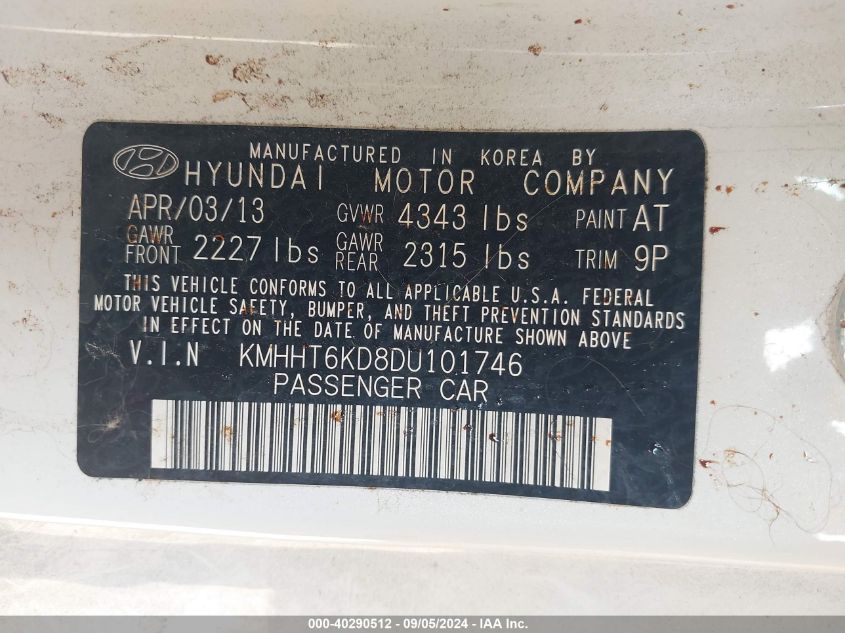 MANUFACTURED IN KOREA BY
HYUNDAI MOTOR COMPANY
APR/03/13 GVWR 4343 lbs PAINT AT
GAWR FRONT 2227 lbs GAWR REAR 2315 lbs TRIM 9P
THIS VEHICLE CONFORMS TO ALL APPLICABLE U.S.A. FEDERAL
MOTOR VEHICLE SAFETY, BUMPER, AND THEFT PREVENTION STANDARDS
IN EFFECT ON THE DATE OF MANUFACTURE SHOWN ABOVE
V.I.N KMHHT6KD8DU101746
PASSENGER CAR
000-40290512 - 09/05/2024 - IAA Inc.